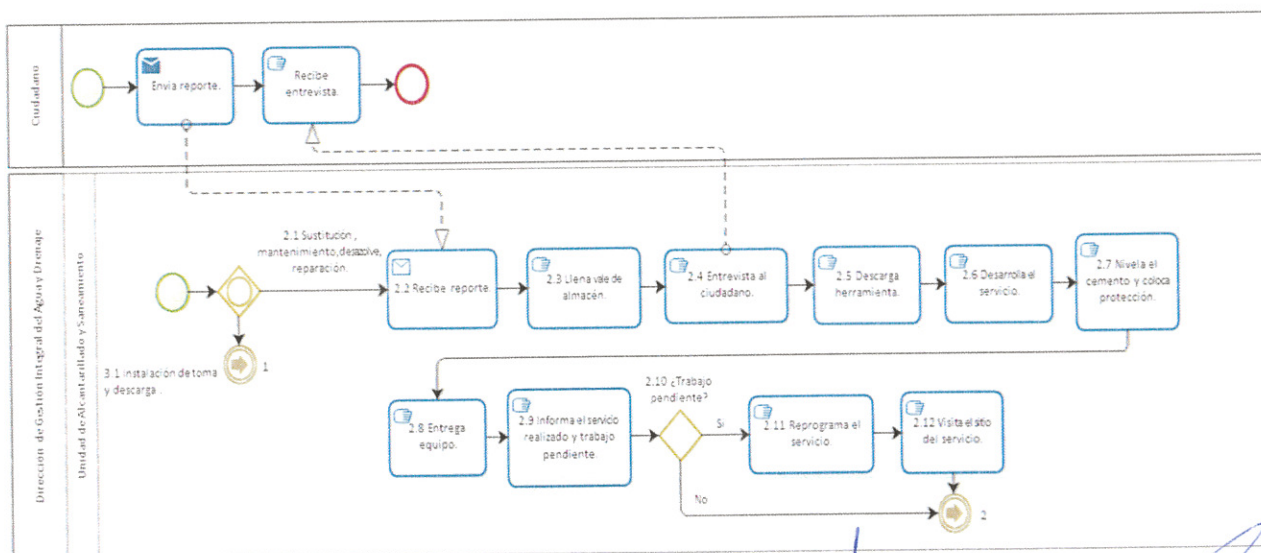 Ciudadano
Envia reporte.
Recibe
entrevista.
Dirección de Gestión Integral del Agua y Drenaje
Unidad de Alcantarillado y Saneamiento
2.1 Sustitución,
mantenimiento, desazolve,
reparación.
3.1 Instalación de toma
y descarga.
1
2.2 Recibe reporte.
2.3 Llena vale de
almacén.
2.4 Entrevista al
ciudadano.
2.5 Descarga
herramienta.
2.6 Desarrolla el
servicio.
2.7 Nivela el
cemento y coloca
protección.
2.8 Entrega
equipo.
2.9 Informa el servicio
realizado y trabajo
pendiente.
2.10 ¿Trabajo
pendiente?
Si
No
2.11 Reprograma el
servicio
2.12 Visita el sitio
del servicio.
2